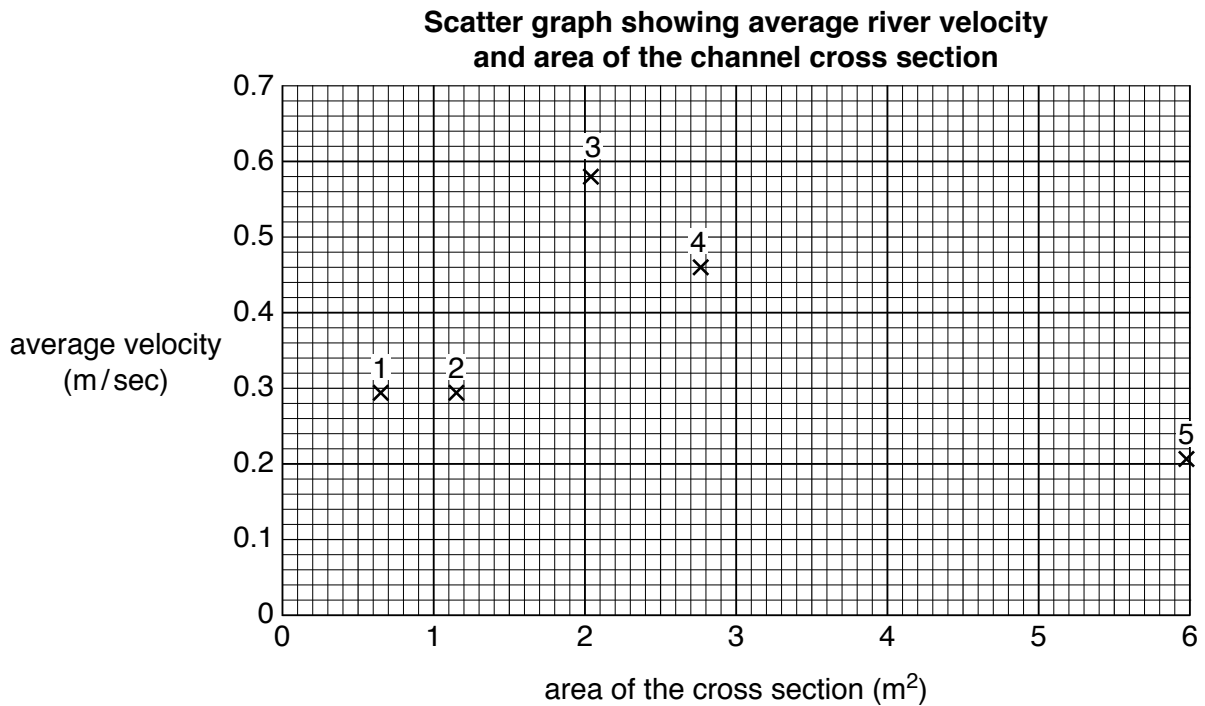 Scatter graph showing average river velocity
and area of the channel cross section
0.7
0.6
0.5
0.4
0.3
0.2
0.1
0
average velocity
(m/sec)
3
4
1
2
5
0 1 2 3 4 5 6
area of the cross section (m²)